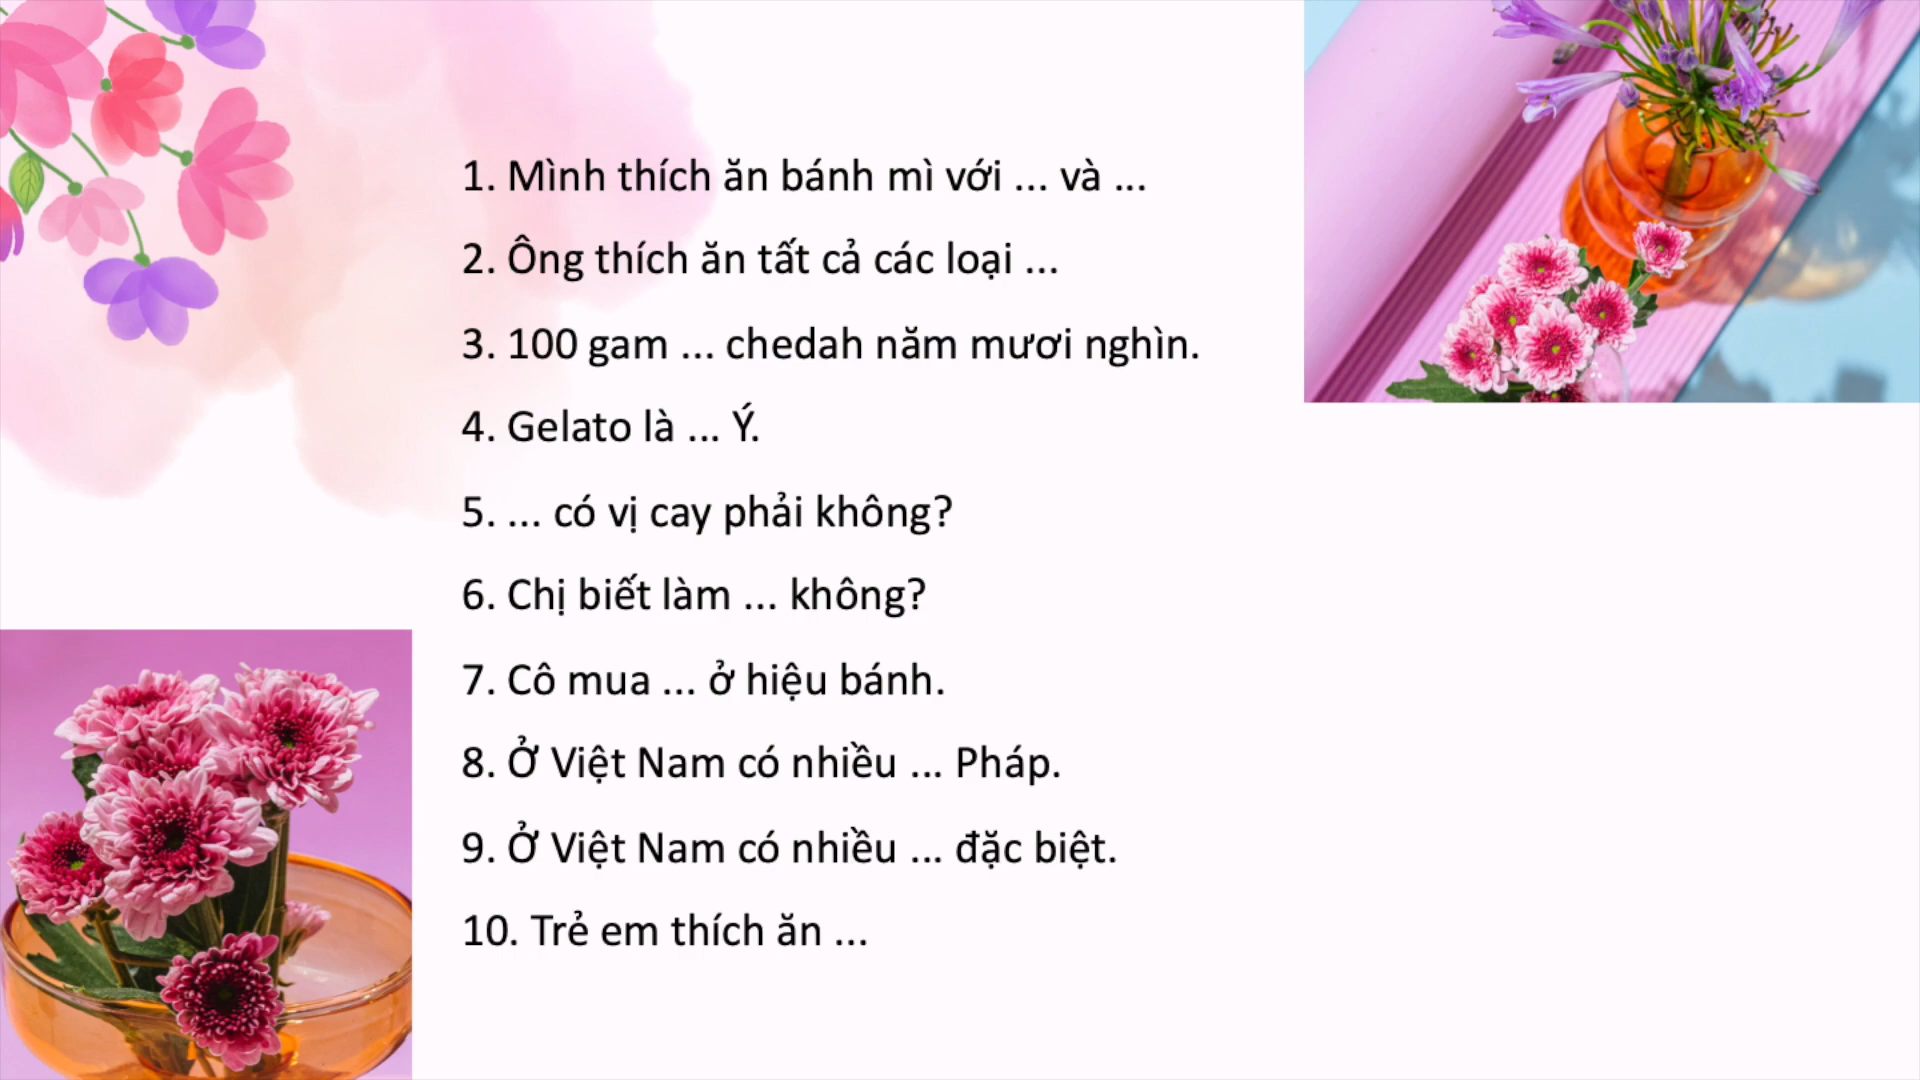 1. Mình thích ăn bánh mì với ... và ...
2. Ông thích ăn tất cả các loại ...
3. 100 gam ... chedah năm mươi nghìn.
4. Gelato là ... Ý.
5. ... có vị cay phải không?
6. Chị biết làm ... không?
7. Cô mua ... ở hiệu bánh.
8. Ở Việt Nam có nhiều ... Pháp.
9. Ở Việt Nam có nhiều ... đặc biệt.
10. Trẻ em thích ăn ...